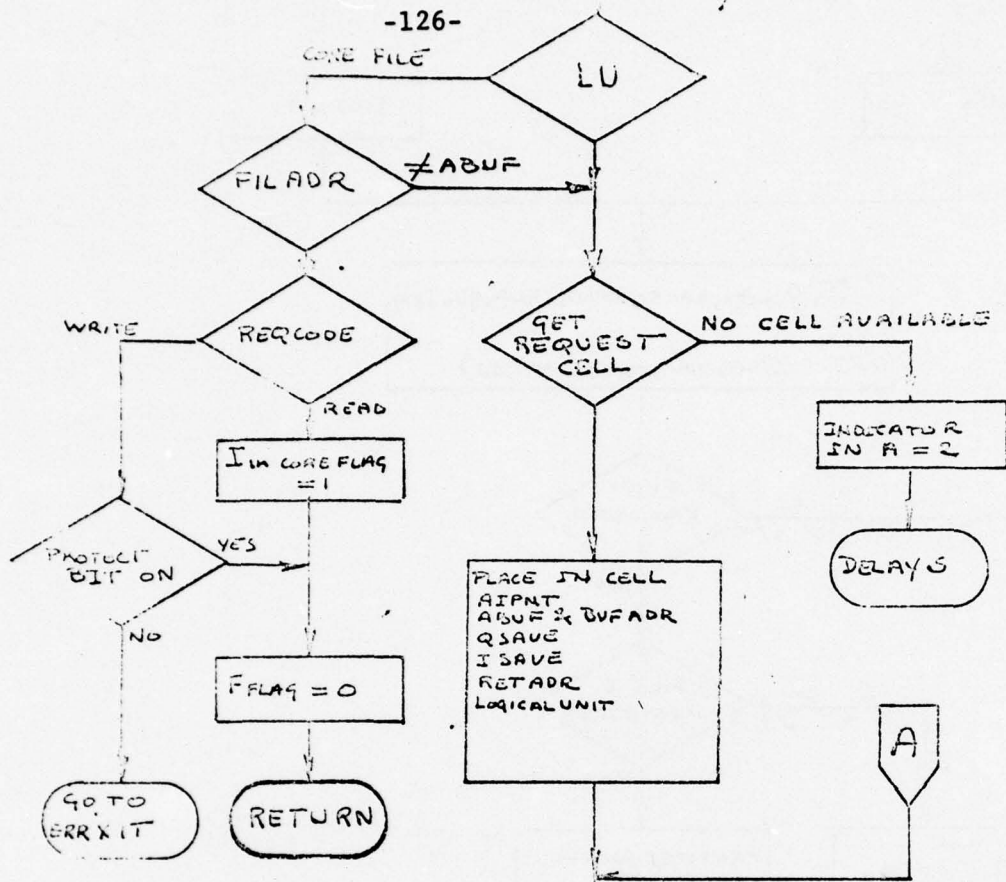 -126-
CORE FILE
LU
FILADR
≠ABUF
WRITE
REQCODE
READ
GET
REQUEST
CELL
NO CELL AVAILABLE
INDICATOR
IN A = 2
DELAYS
I IN COREFLAG
= 1
PROTECT
BIT ON
YES
NO
FFLAG = 0
GO TO
ERRXIT
RETURN
PLACE IN CELL
AIPNT
ABUF & BUFADR
QSAVE
ISAVE
RETADR
LOGICAL UNIT
A